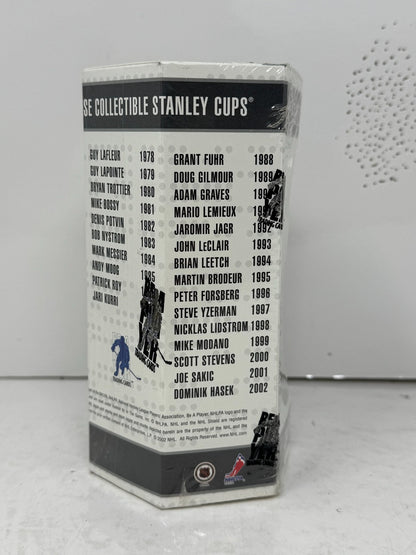 SE COLLECTIBLE STANLEY CUPS®
GUY LAFLEUR 1978
GUY LAPOINTE 1979
BRYAN TROTTIER 1980
MIKE BOSSY 1981
DENIS POTVIN 1982
BOB NYSTROM 1983
MARK MESSIER 1984
ANDY MOOG
PATRICK ROY
JARI KURRI
GRANT FUHR 1988
DOUG GILMOUR 1989
ADAM GRAVES
MARIO LEMIEUX
JAROMIR JAGR 1992
JOHN LECLAIR 1993
BRIAN LEETCH 1994
MARTIN BRODEUR 1995
PETER FORSBERG 1996
STEVE YZERMAN 1997
NICKLAS LIDSTROM 1998
MIKE MODANO 1999
SCOTT STEVENS 2000
JOE SAKIC 2001
DOMINIK HASEK 2002